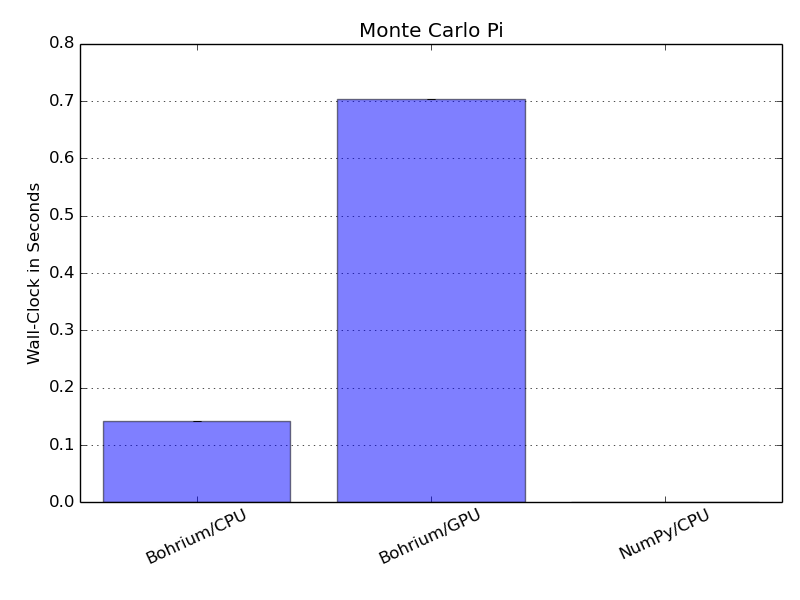 Monte Carlo Pi
Wall-Clock in Seconds
0.8
0.7
0.6
0.5
0.4
0.3
0.2
0.1
0.0
Bohrium/CPU
Bohrium/GPU
NumPy/CPU